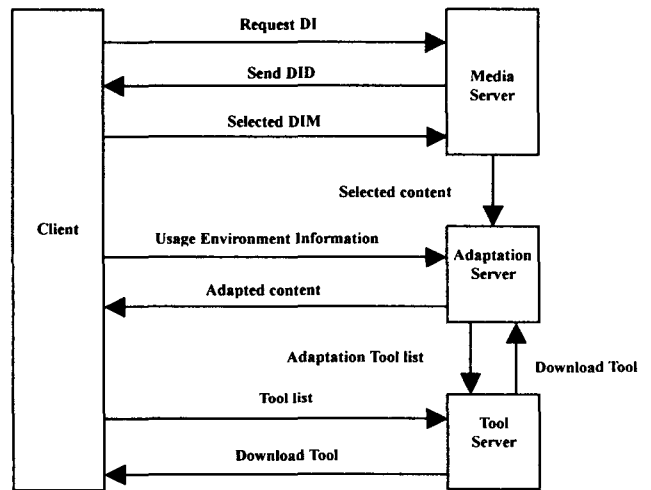 Request DI
Send DID
Media
Server
Selected DIM
Selected content
Client
Usage Environment Information
Adaptation
Server
Adapted content
Adaptation Tool list
Download Tool
Tool list
Tool
Server
Download Tool